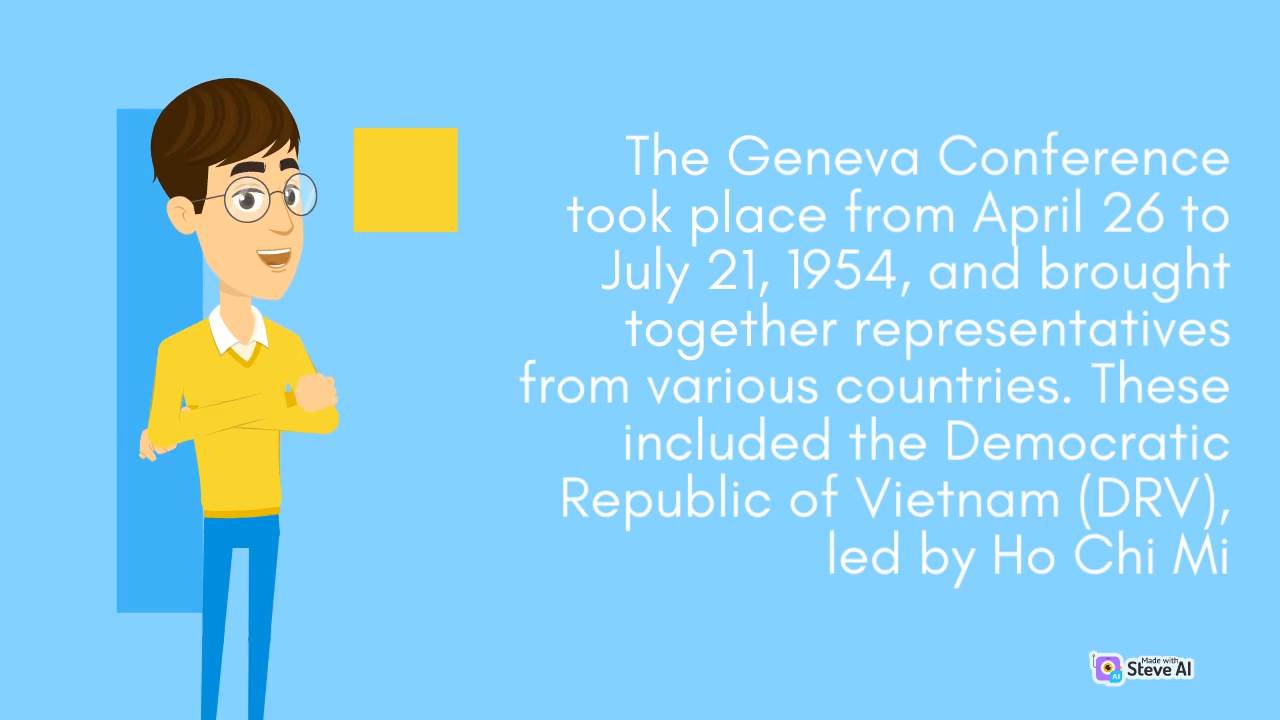 The Geneva Conference
took place from April 26 to
July 21, 1954, and brought
together representatives
from various countries. These
included the Democratic
Republic of Vietnam (DRV),
led by Ho Chi Mi
Made with
Steve AI
AI